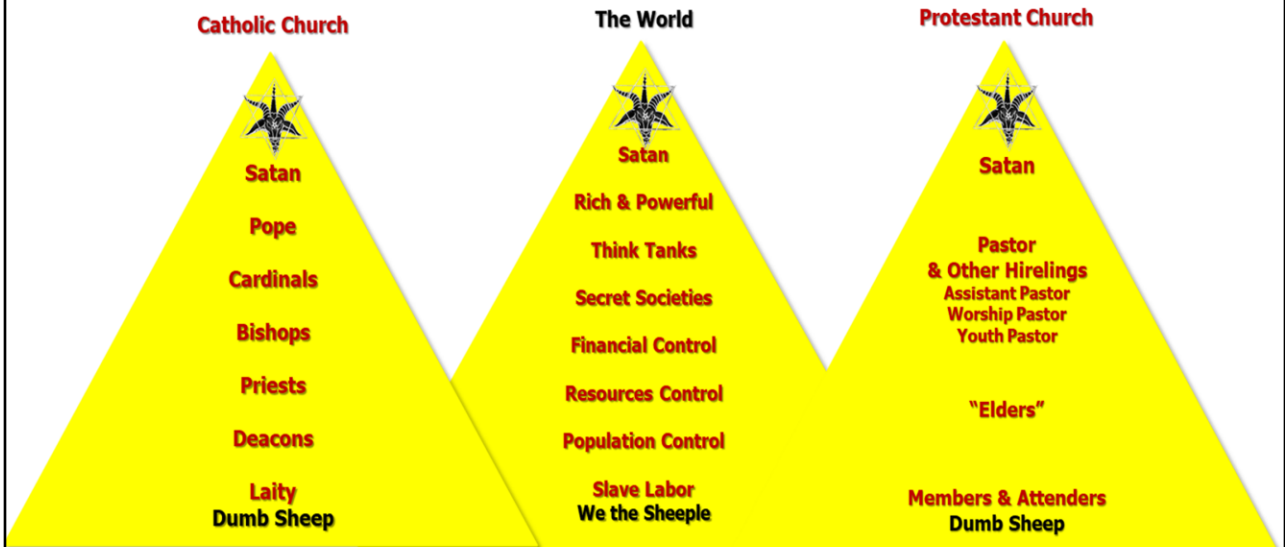 Catholic Church
Satan
Pope
Cardinals
Bishops
Priests
Deacons
Laity
Dumb Sheep
The World
Satan
Rich & Powerful
Think Tanks
Secret Societies
Financial Control
Resources Control
Population Control
Slave Labor
We the Sheeple
Protestant Church
Satan
Pastor
& Other Hirelings
Assistant Pastor
Worship Pastor
Youth Pastor
“Elders”
Members & Attenders
Dumb Sheep